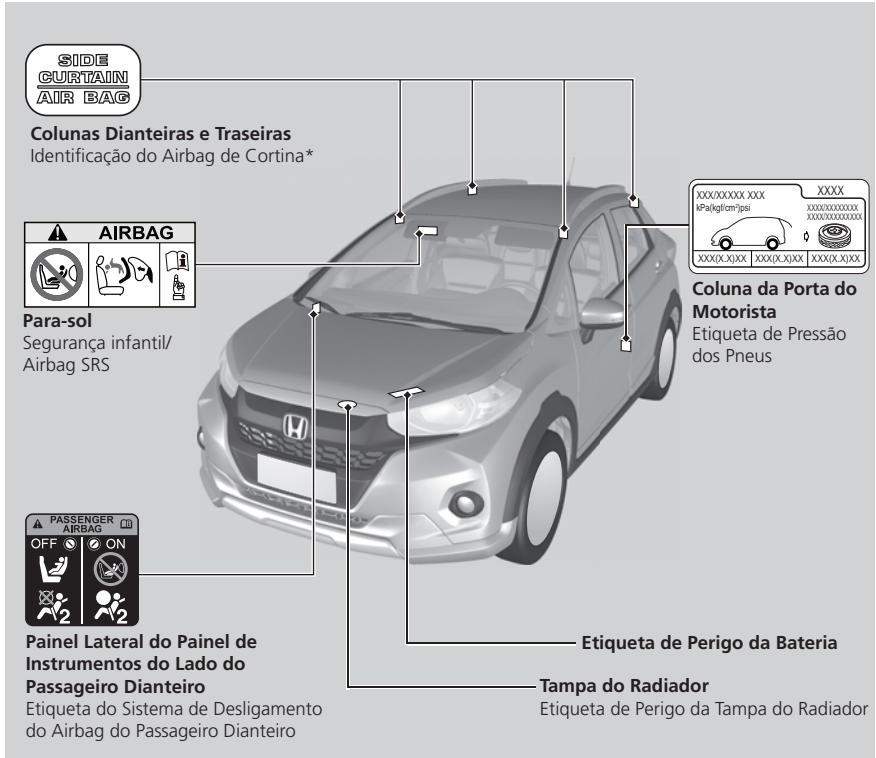 SIDE
CURTAIN
AIR BAG
Colunas Dianteiras e Traseiras
Identificação do Airbag de Cortina*
AIRBAG
Para-sol
Segurança infantil/
Airbag SRS
XXX/XXXXX XXX
XXXX
kPa(kgf/cm²)psi
XXXX/XXXXXXXX
XXXX/XXXXXXXXX
XXX(X.X)XX XXX(X.X)XX XXX(X.X)XX
Coluna da Porta do
Motorista
Etiqueta de Pressão
dos Pneus
PASSENGER
AIRBAG
OFF ON
2 2
Painel Lateral do Painel de
Instrumentos do Lado do
Passageiro Dianteiro
Etiqueta do Sistema de Desligamento
do Airbag do Passageiro Dianteiro
Etiqueta de Perigo da Bateria
Tampa do Radiador
Etiqueta de Perigo da Tampa do Radiador